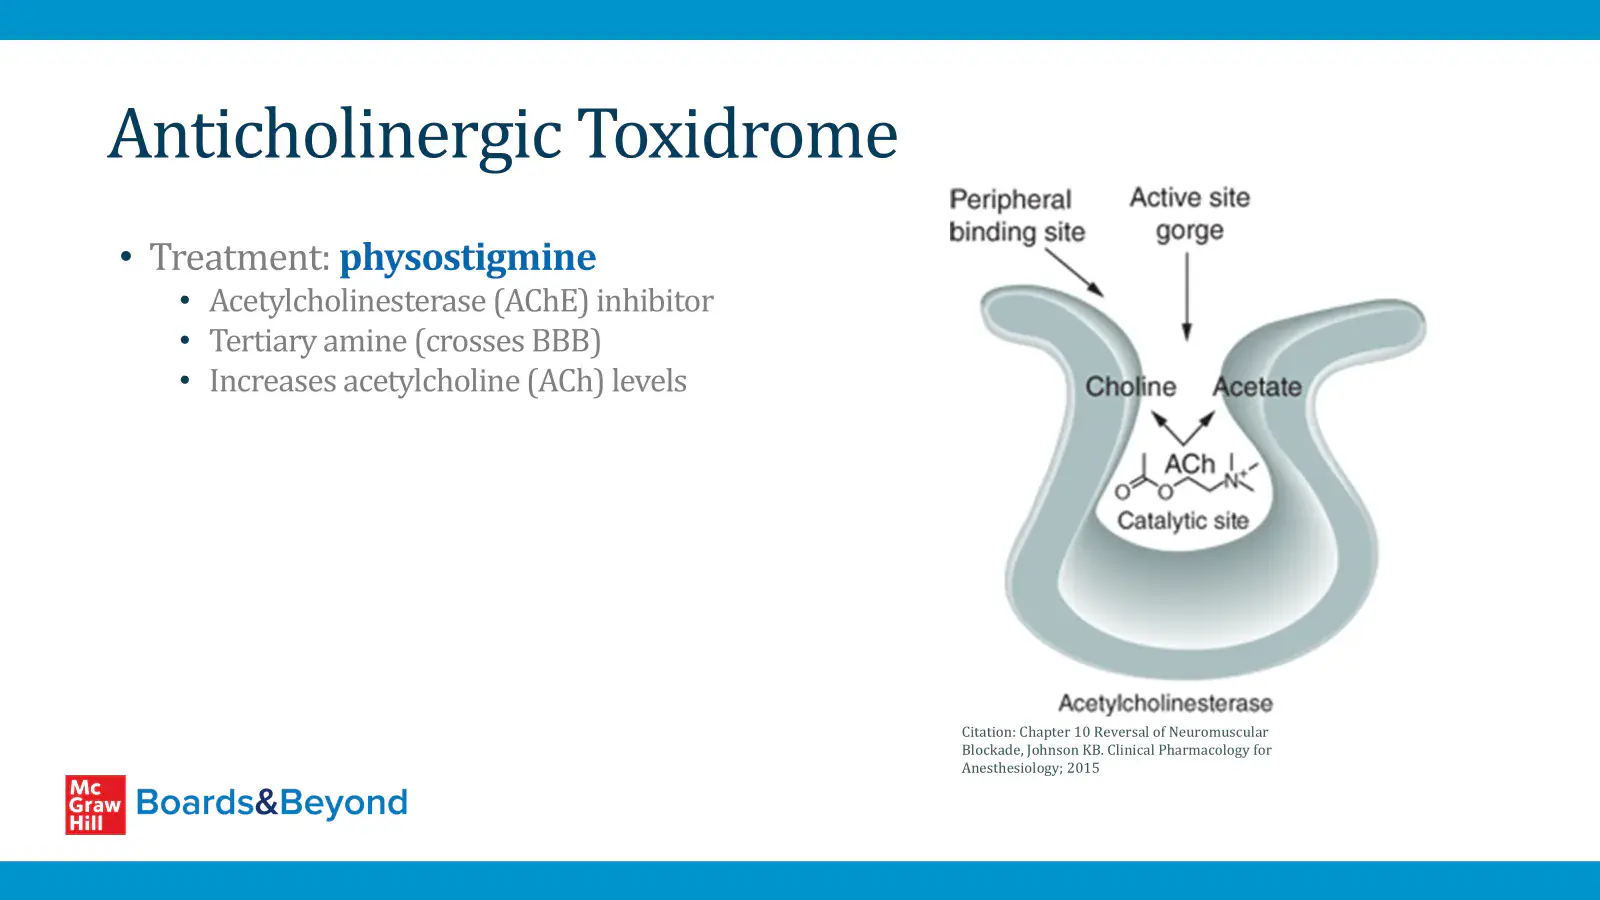 Anticholinergic Toxidrome
• Treatment: physostigmine
• Acetylcholinesterase (AChE) inhibitor
• Tertiary amine (crosses BBB)
• Increases acetylcholine (ACh) levels
Peripheral
binding site
Active site
gorge
Choline
Acetate
ACh
O
O
N+
Catalytic site
Acetylcholinesterase
Citation: Chapter 10 Reversal of Neuromuscular
Blockade, Johnson KB. Clinical Pharmacology for
Anesthesiology; 2015
Mc
Graw
Hill
Boards&Beyond